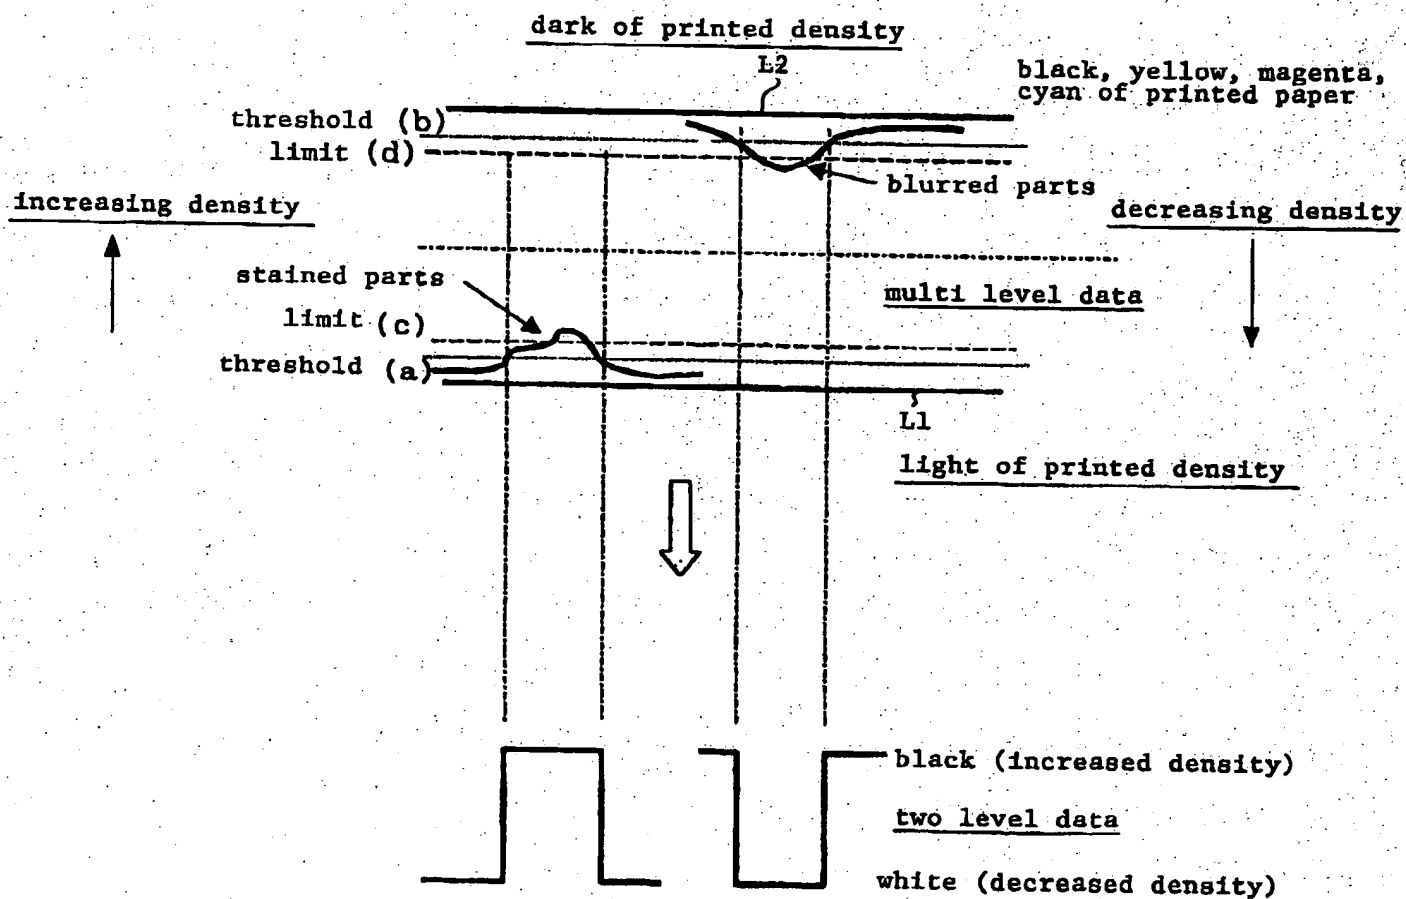 dark of printed density
L2
black, yellow, magenta,
cyan of printed paper
threshold (b)
limit (d)
blurred parts
increasing density
decreasing density
stained parts
multi level data
limit (c)
threshold (a)
L1
light of printed density
black (increased density)
two level data
white (decreased density)